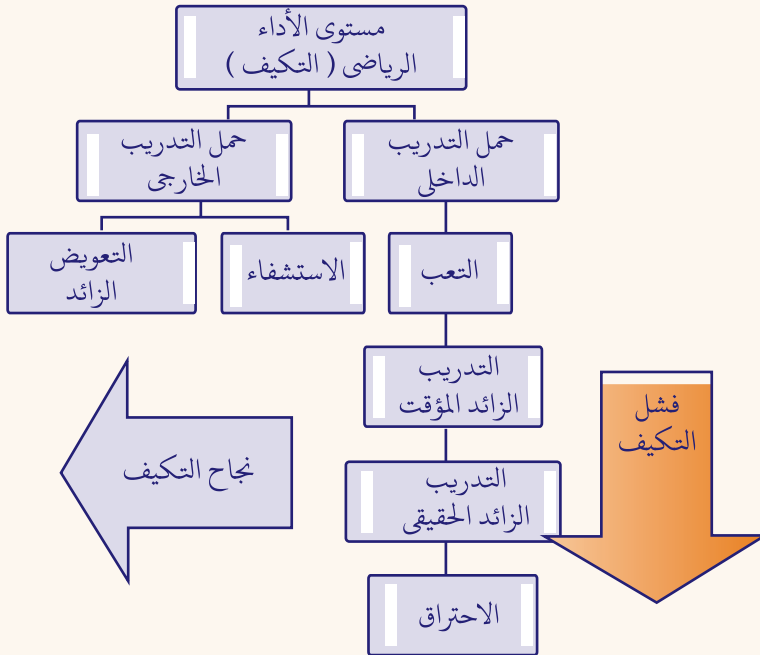 مستوى الأداء
الرياضى ( التكيف )
حمل التدريب
الداخلى
حمل التدريب
الخارجى
التعب
الاستشفاء
التعويض
الزائد
التدريب
الزائد المؤقت
فشل
التكيف
نجاح التكيف
التدريب
الزائد الحقيقى
الاحتراق